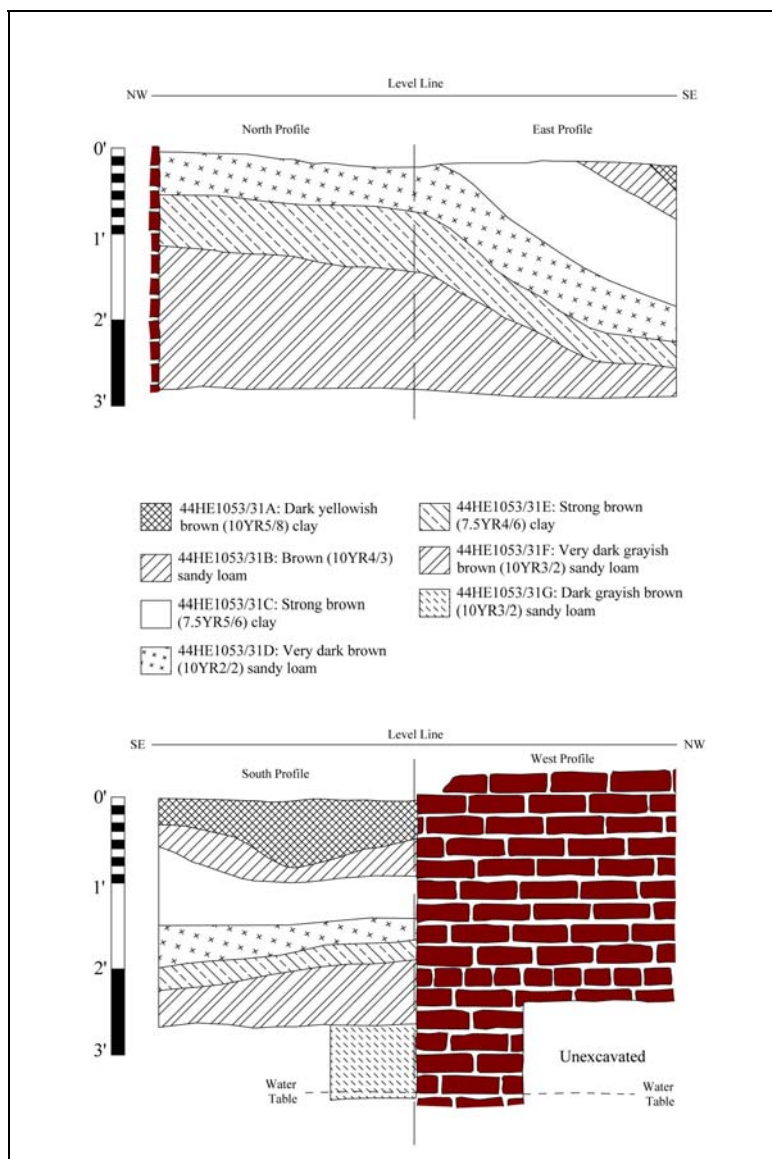 Level Line
NW
SE
North Profile
East Profile
0'
1'
2'
3'
44HE1053/31A: Dark yellowish
brown (10YR5/8) clay
44HE1053/31B: Brown (10YR4/3)
sandy loam
44HE1053/31C: Strong brown
(7.5YR5/6) clay
44HE1053/31D: Very dark brown
(10YR2/2) sandy loam
44HE1053/31E: Strong brown
(7.5YR4/6) clay
44HE1053/31F: Very dark grayish
brown (10YR3/2) sandy loam
44HE1053/31G: Dark grayish brown
(10YR3/2) sandy loam
Level Line
SE
NW
South Profile
West Profile
0'
1'
2'
3'
Unexcavated
Water
Table
Water
Table